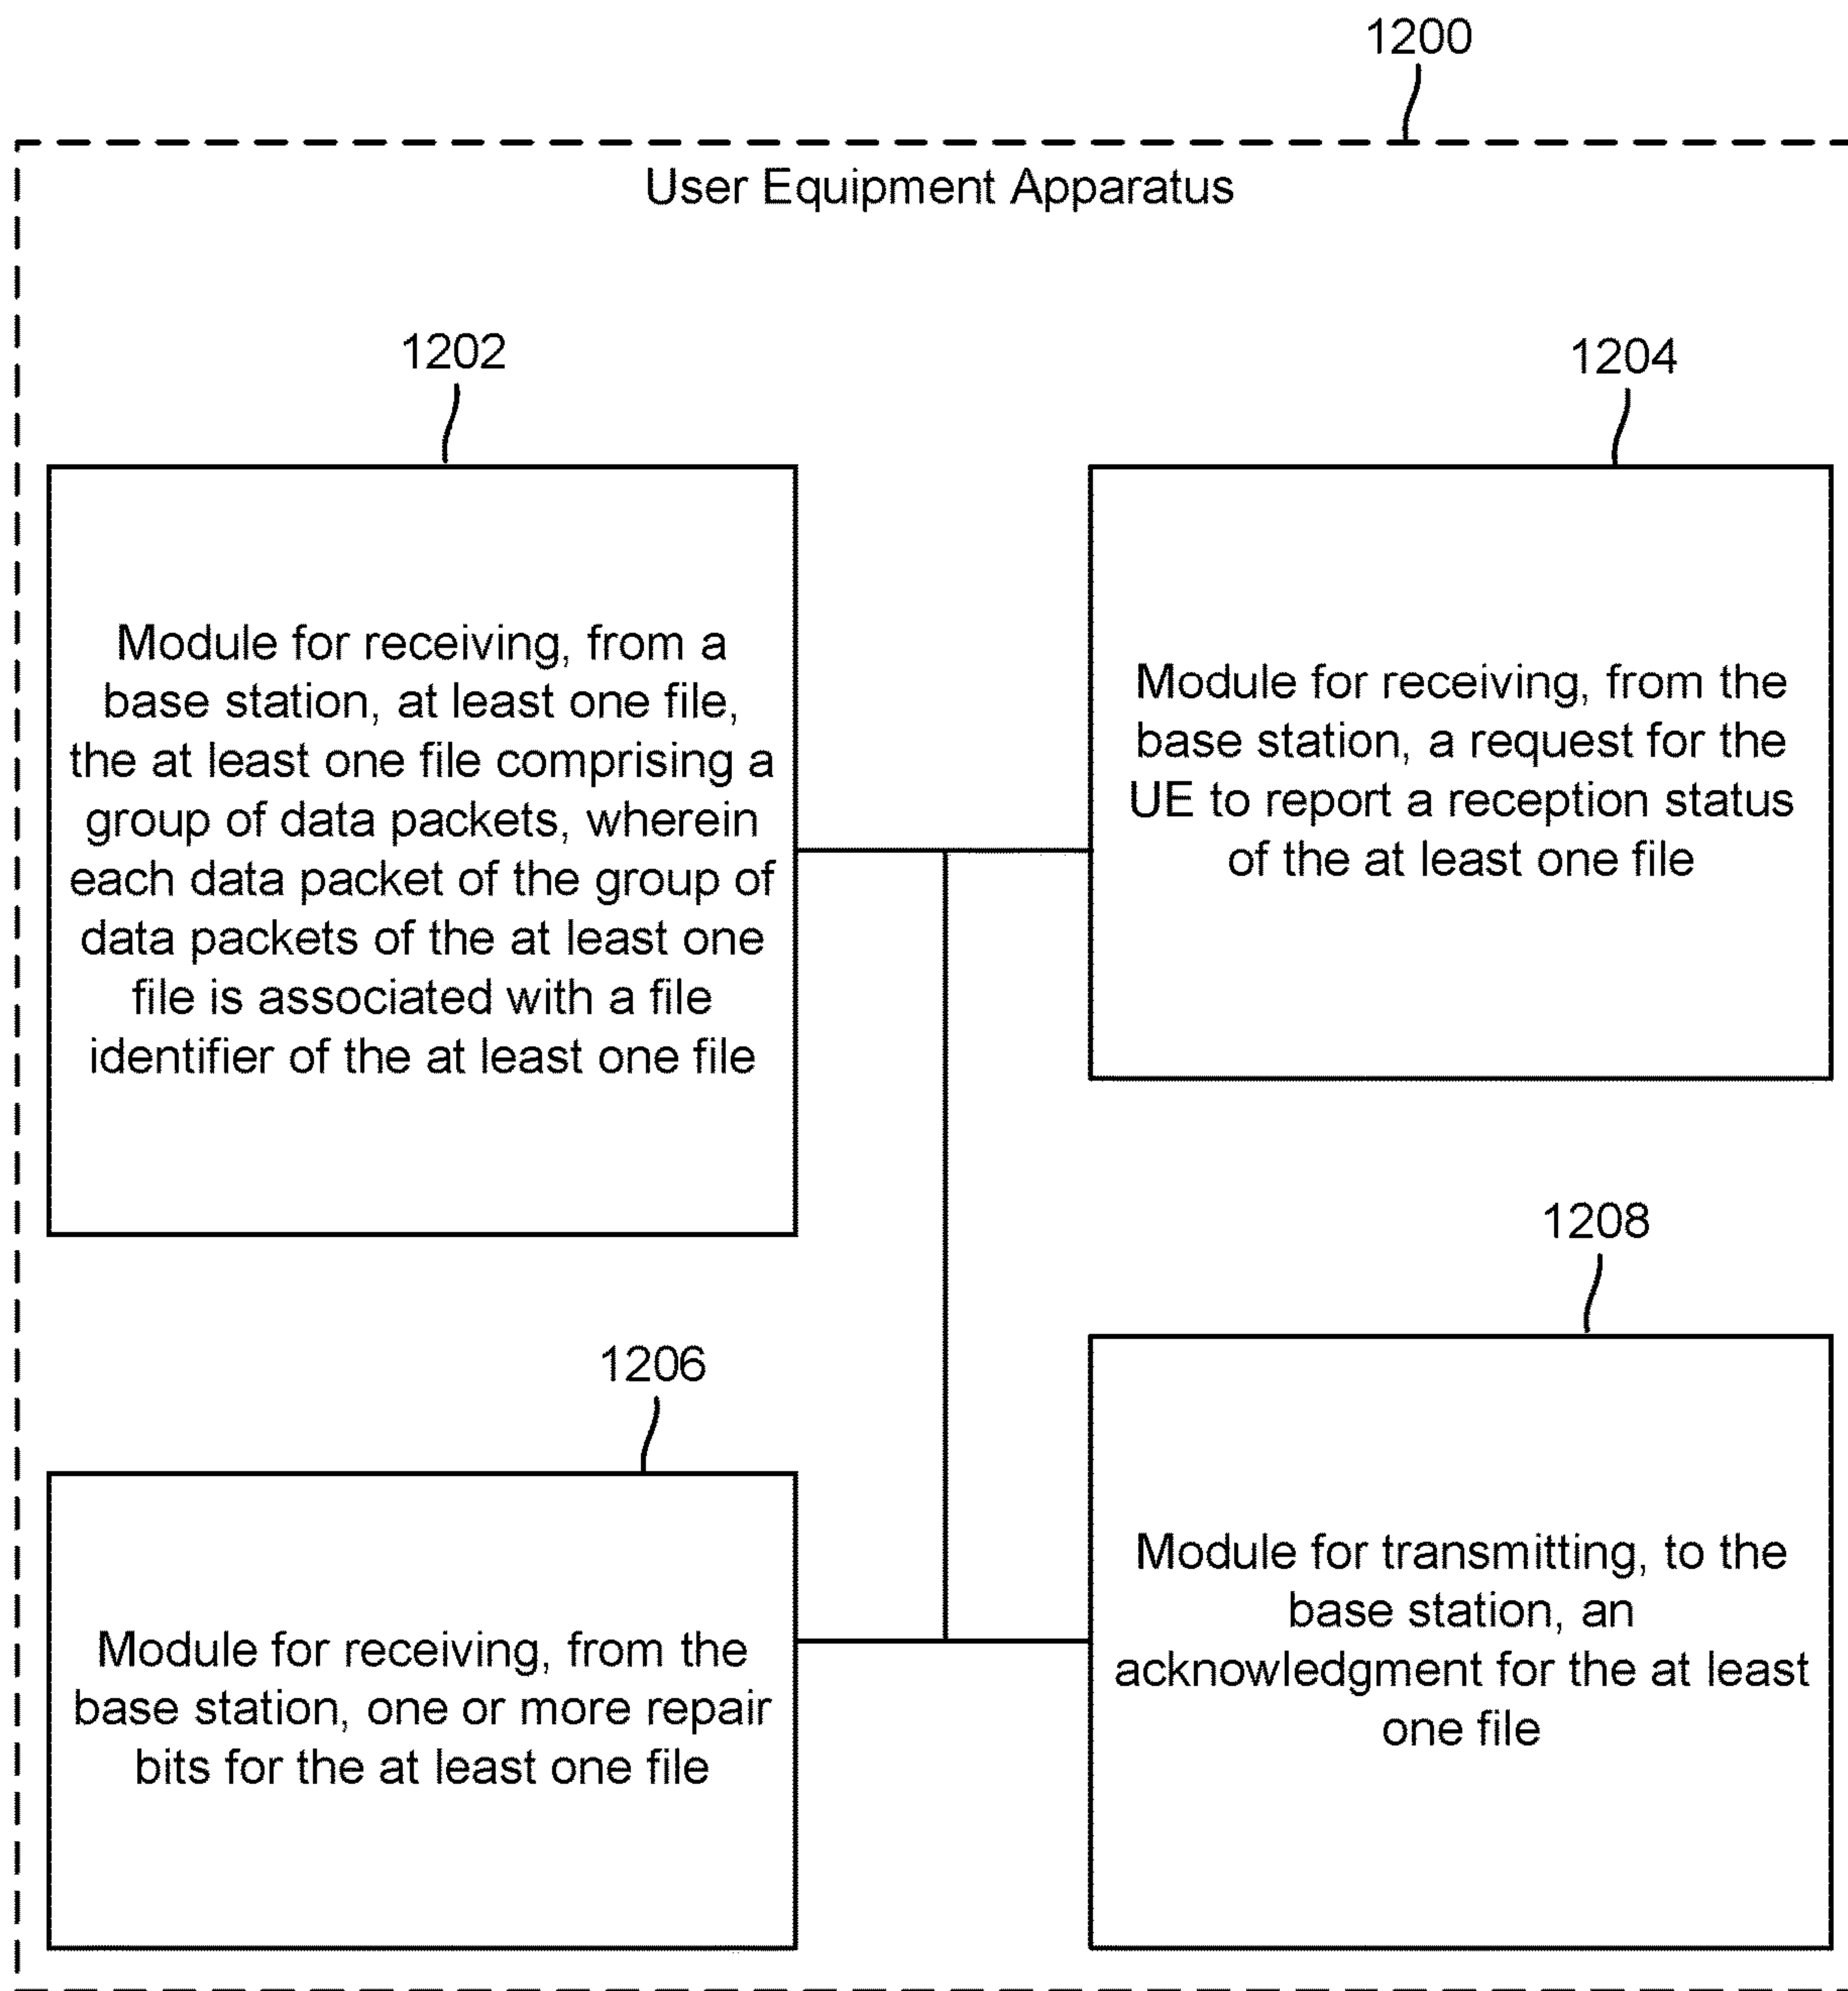 1200
User Equipment Apparatus
1202
Module for receiving, from a
base station, at least one file,
the at least one file comprising a
group of data packets, wherein
each data packet of the group of
data packets of the at least one
file is associated with a file
identifier of the at least one file
1204
Module for receiving, from the
base station, a request for the
UE to report a reception status
of the at least one file
1206
Module for receiving, from the
base station, one or more repair
bits for the at least one file
1208
Module for transmitting, to the
base station, an
acknowledgment for the at least
one file